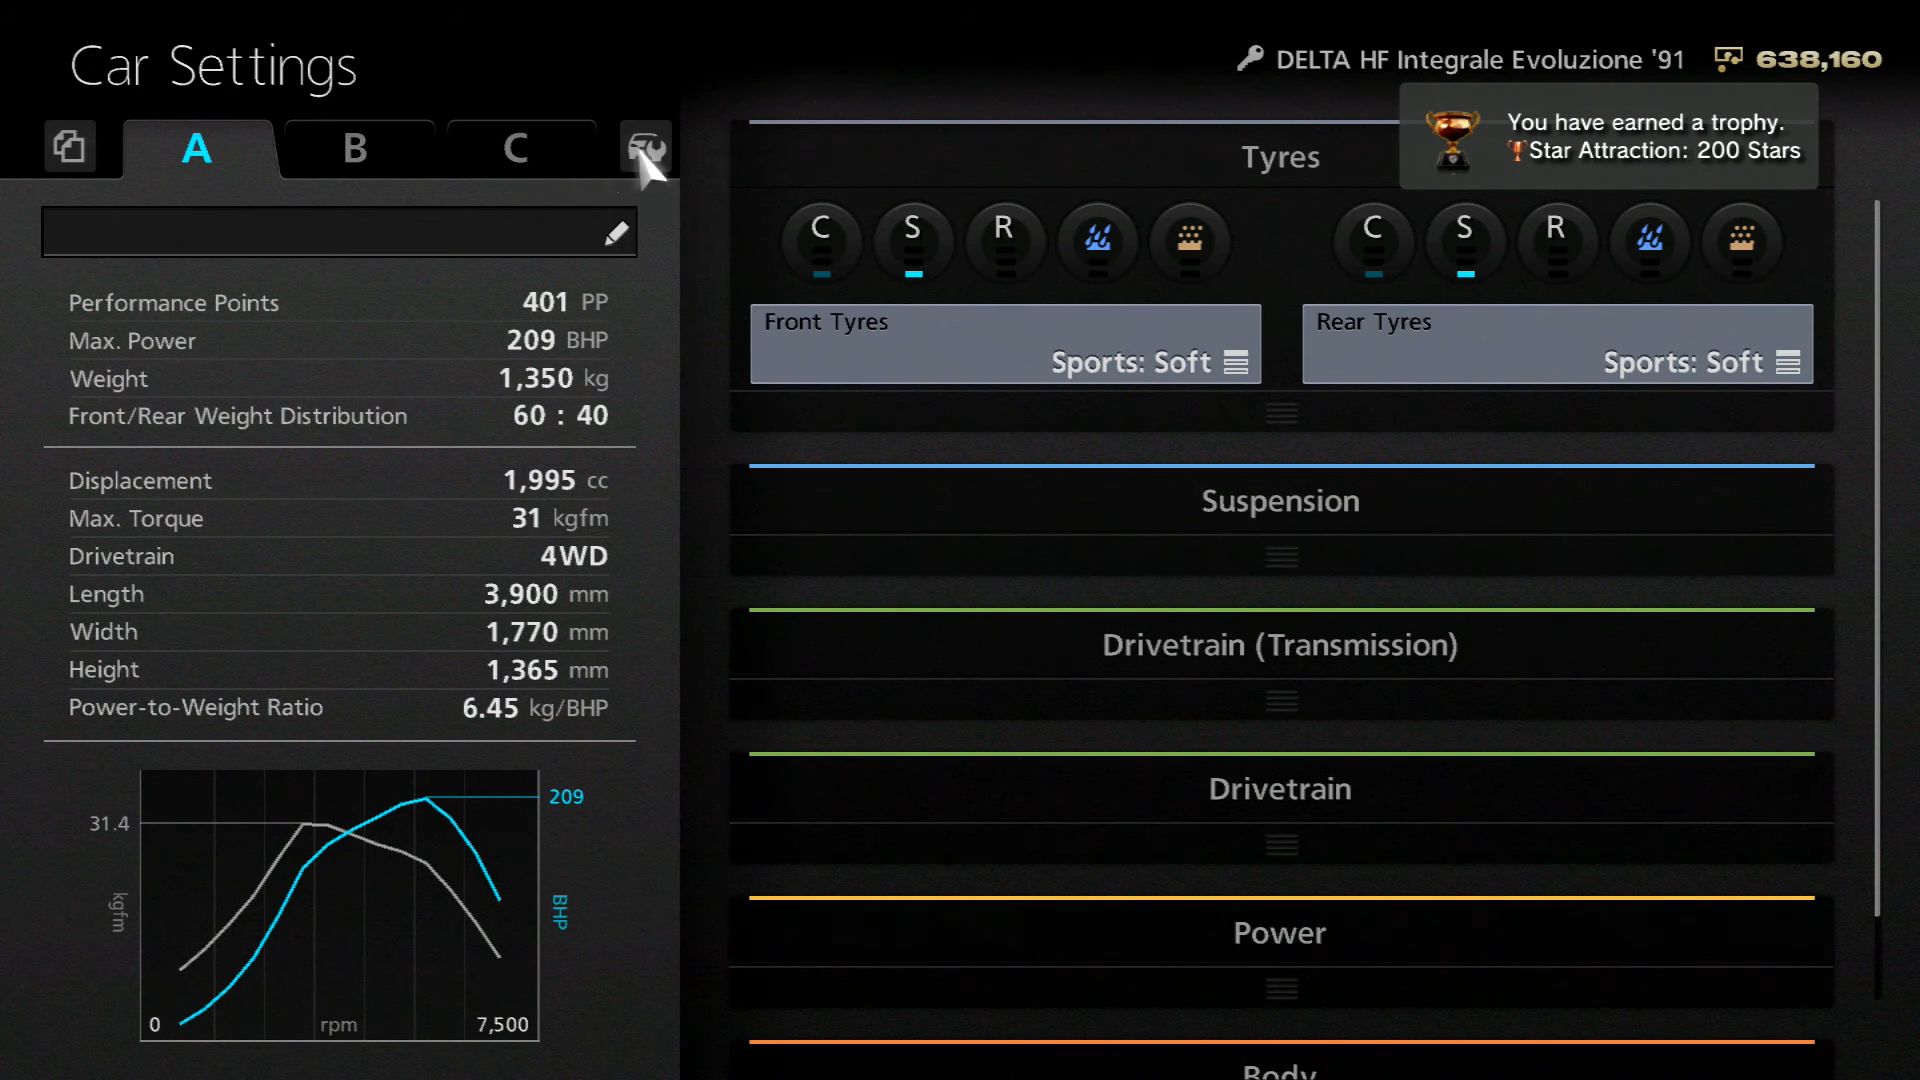 Car Settings
DELTA HF Integrale Evoluzione '91
638,160
You have earned a trophy.
Star Attraction: 200 Stars
A
B
C
Performance Points 401 PP
Max. Power 209 BHP
Weight 1,350 kg
Front/Rear Weight Distribution 60 : 40
Displacement 1,995 cc
Max. Torque 31 kgfm
Drivetrain 4WD
Length 3,900 mm
Width 1,770 mm
Height 1,365 mm
Power-to-Weight Ratio 6.45 kg/BHP
209
31.4
kgfm
BHP
0 rpm 7,500
Tyres
C S R C S R
Front Tyres
Sports: Soft
Rear Tyres
Sports: Soft
Suspension
Drivetrain (Transmission)
Drivetrain
Power
Body